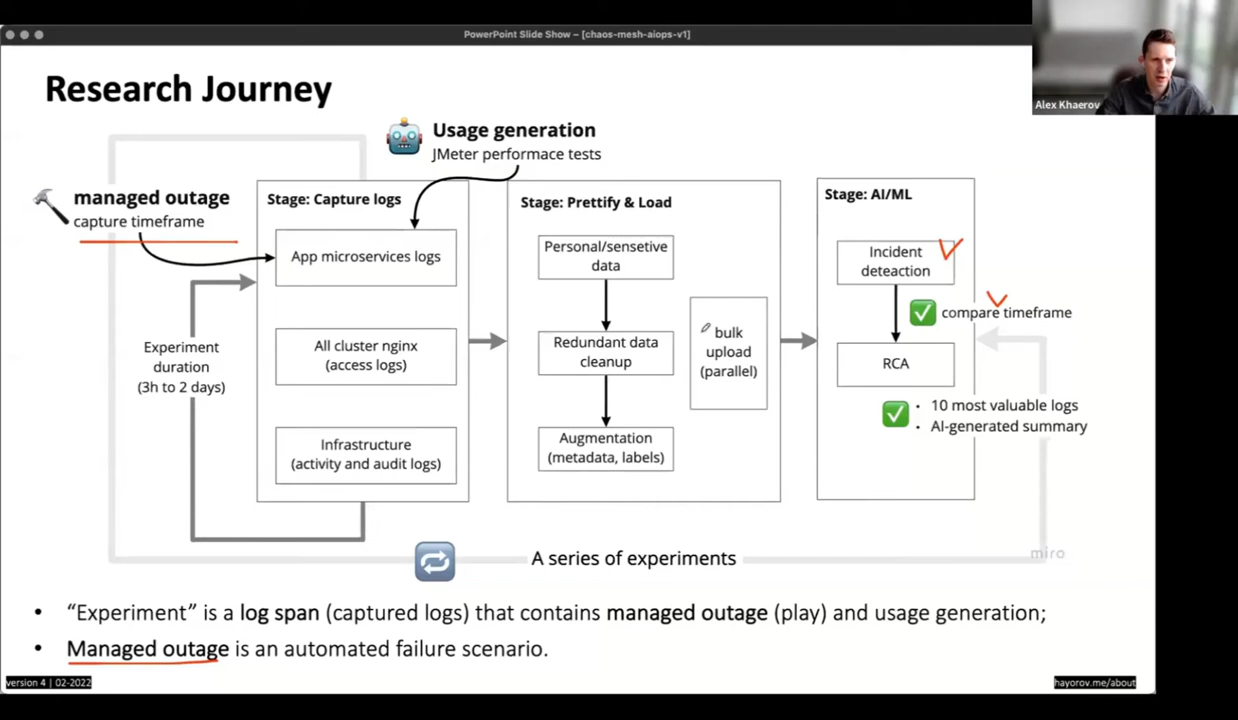 PowerPoint Slide Show – [chaos-mesh-aiops-v1]
Alex Khaerov
Research Journey
Usage generation
JMeter performace tests
managed outage
capture timeframe
Experiment
duration
(3h to 2 days)
Stage: Capture logs
App microservices logs
All cluster nginx
(access logs)
Infrastructure
(activity and audit logs)
Stage: Prettify & Load
Personal/sensetive
data
Redundant data
cleanup
Augmentation
(metadata, labels)
bulk
upload
(parallel)
Stage: AI/ML
Incident
deteaction
compare timeframe
RCA
• 10 most valuable logs
• AI-generated summary
A series of experiments
miro
• “Experiment” is a log span (captured logs) that contains managed outage (play) and usage generation;
• Managed outage is an automated failure scenario.
version 4 | 02-2022
hayorov.me/about